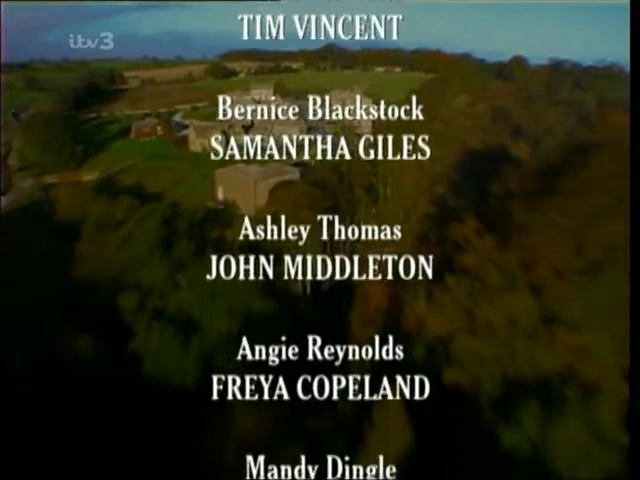 TIM VINCENT
itv3
Bernice Blackstock
SAMANTHA GILES
Ashley Thomas
JOHN MIDDLETON
Angie Reynolds
FREYA COPELAND
Mandy Dingle